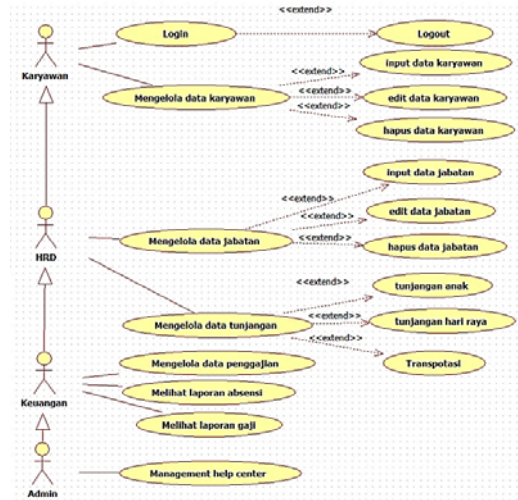 <<extend>>
Login
Logout
Karyawan
input data karyawan
<<extend>>
Mengelola data karyawan
<<extend>>
edit data karyawan
<<extend>>
hapus data karyawan
input data jabatan
<<extend>>
edit data jabatan
<<extend>>
HRD
Mengelola data jabatan
<<extend>>
hapus data jabatan
<<extend>>
tunjangan anak
Mengelola data tunjangan
<<extend>>
tunjangan hari raya
<<extend>>
Transpotasi
Mengelola data penggajian
Keuangan
Melihat laporan absensi
Melihat laporan gaji
Management help center
Admin